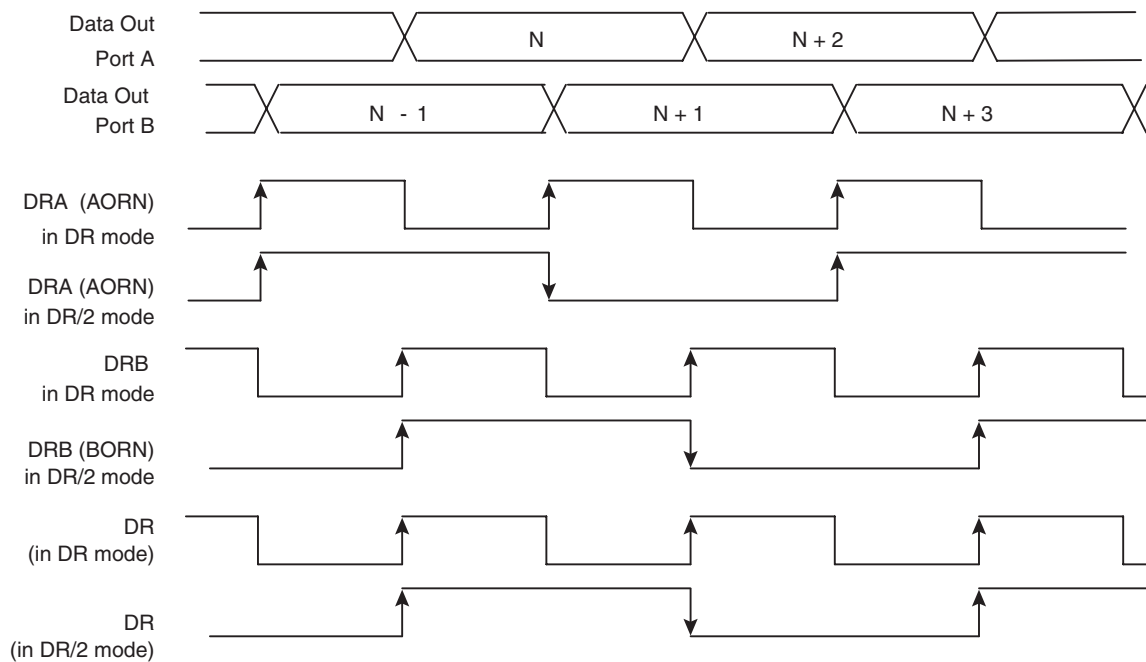 Data Out
Port A
N
N + 2
Data Out
Port B
N - 1
N + 1
N + 3
DRA (AORN)
in DR mode
DRA (AORN)
in DR/2 mode
DRB
in DR mode
DRB (BORN)
in DR/2 mode
DR
(in DR mode)
DR
(in DR/2 mode)